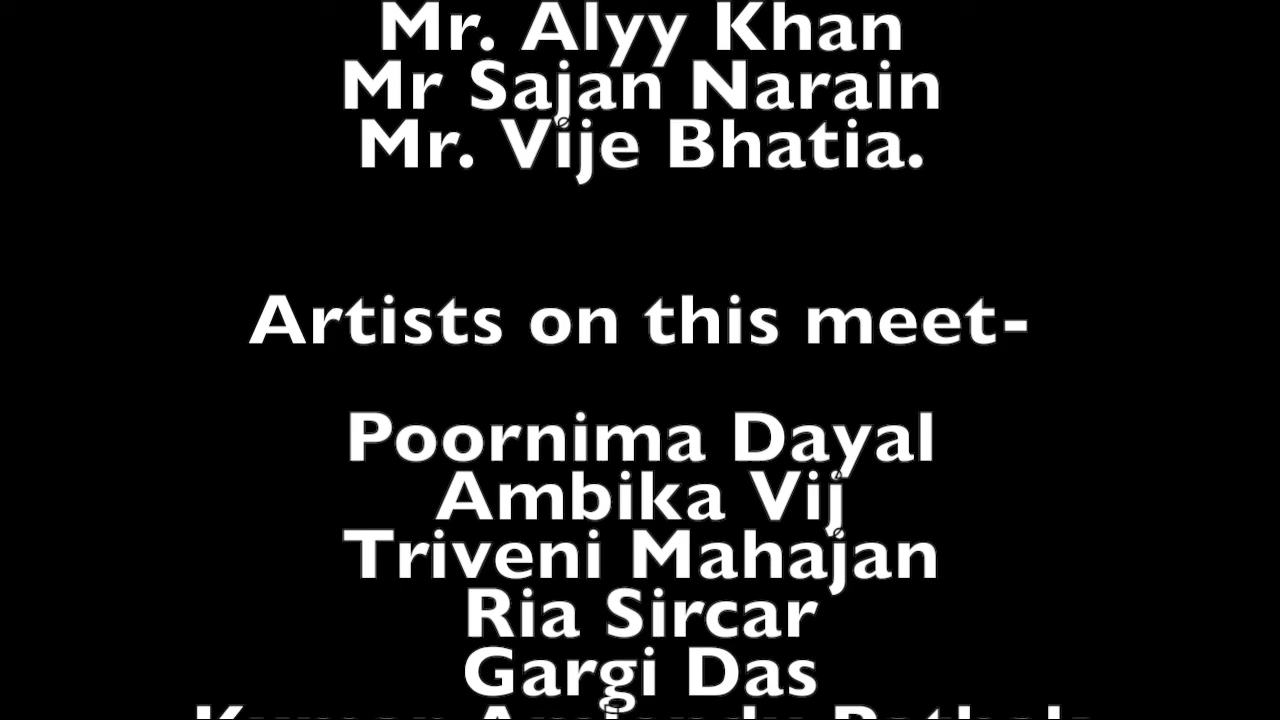 Mr. Alyy Khan
Mr Sajan Narain
Mr. Vije Bhatia.
Artists on this meet-
Poornima Dayal
Ambika Vij
Triveni Mahajan
Ria Sircar
Gargi Das